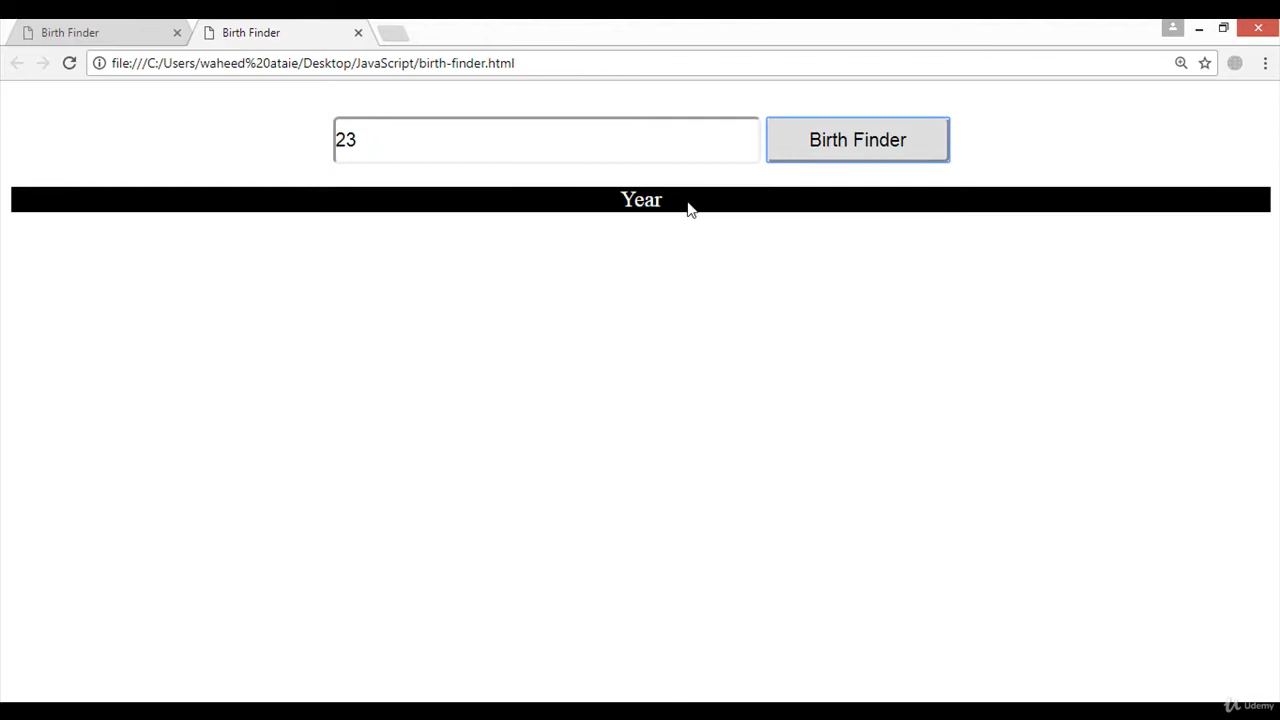 Birth Finder
Birth Finder
file:///C:/Users/waheed%20ataie/Desktop/JavaScript/birth-finder.html
23
Birth Finder
Year
Udemy